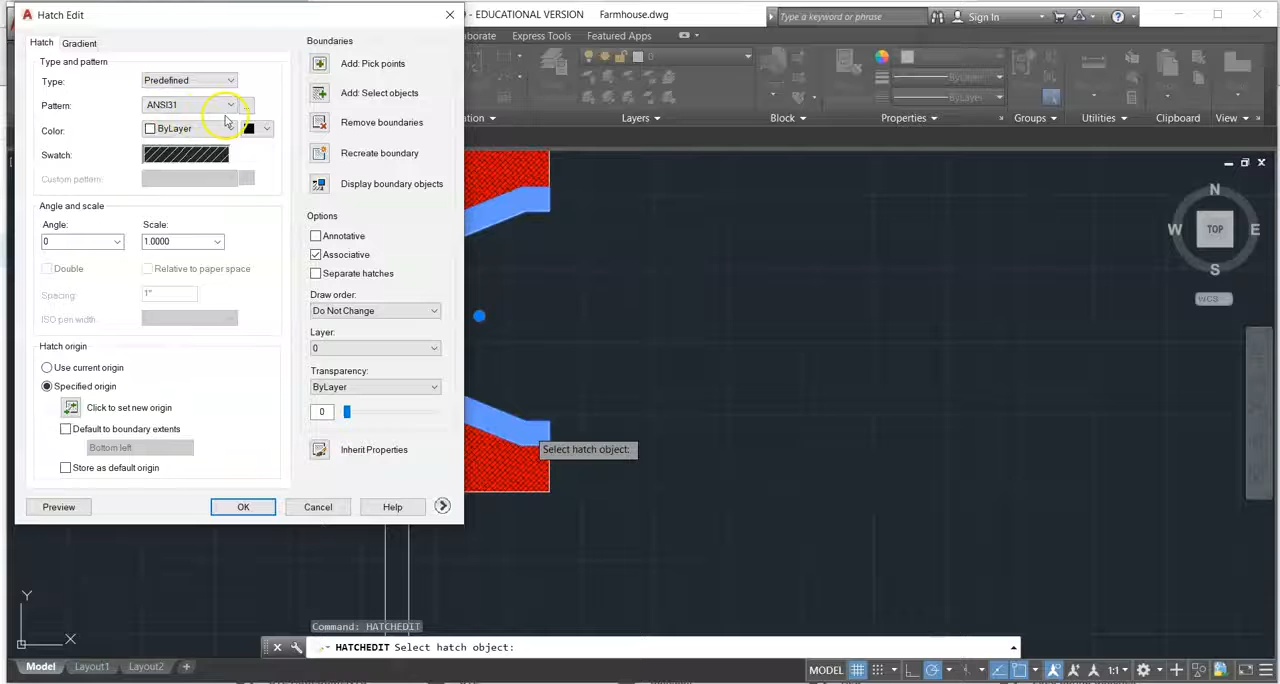 Hatch Edit
- EDUCATIONAL VERSION Farmhouse.dwg
Type a keyword or phrase
Sign In
Hatch
Gradient
Type and pattern
Type:
Predefined
Pattern:
ANSI31
...
Color:
ByLayer
Swatch:
Custom pattern:
Angle and scale
Angle:
Scale:
0
1.0000
Double
Relative to paper space
Spacing:
1"
ISO pen width:
Hatch origin
Use current origin
Specified origin
Click to set new origin
Default to boundary extents
Bottom left
Store as default origin
Preview
OK
Cancel
Help
Boundaries
Add: Pick points
Add: Select objects
Remove boundaries
Recreate boundary
Display boundary objects
Options
Annotative
Associative
Separate hatches
Draw order:
Do Not Change
Layer:
0
Transparency:
ByLayer
0
Inherit Properties
aborate Express Tools Featured Apps
0
ByLayer
ByLayer
ation
Layers
Block
Properties
Groups
Utilities
Clipboard
View
N
W
TOP
E
S
WCS
Select hatch object:
Y
X
Command: HATCHEDIT
HATCHEDIT Select hatch object:
Model Layout1 Layout2 +
MODEL
1:1